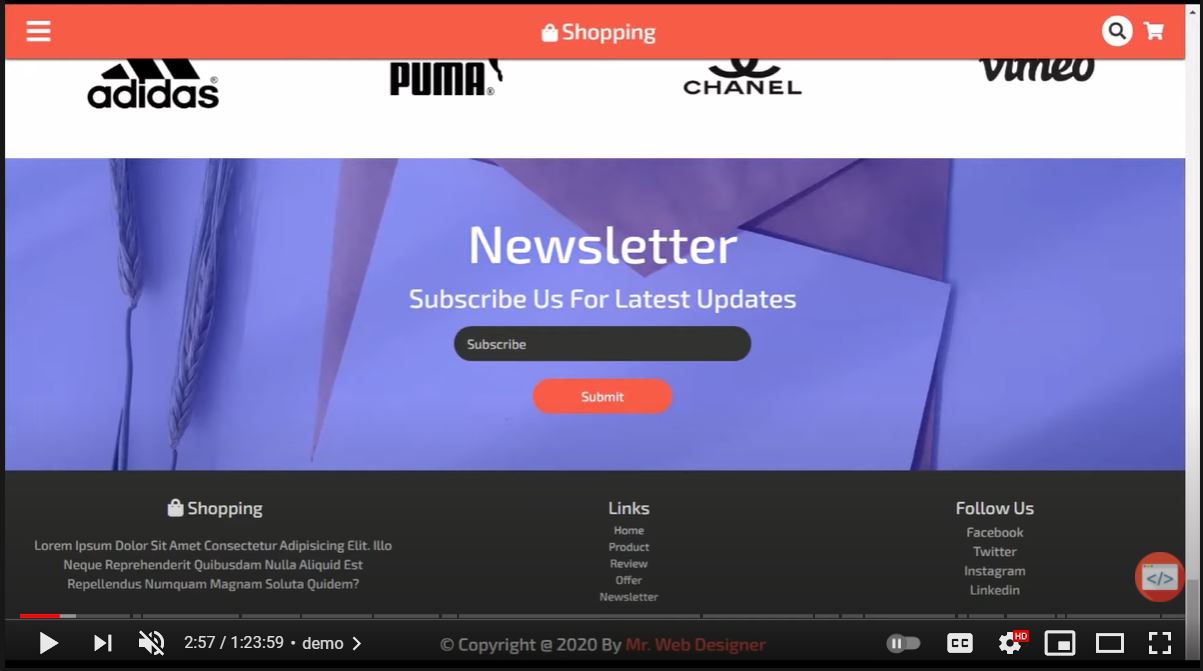 Shopping
adidas®
PUMA®
CHANEL
vimeo
Newsletter
Subscribe Us For Latest Updates
Subscribe
Submit
Shopping
Lorem Ipsum Dolor Sit Amet Consectetur Adipisicing Elit. Illo
Neque Reprehenderit Quibusdam Nulla Aliquid Est
Repellendus Numquam Magnam Soluta Quidem?
Links
Home
Product
Review
Offer
Newsletter
Follow Us
Facebook
Twitter
Instagram
Linkedin
</>
2:57 / 1:23:59 • demo
© Copyright @ 2020 By Mr. Web Designer
CC
HD